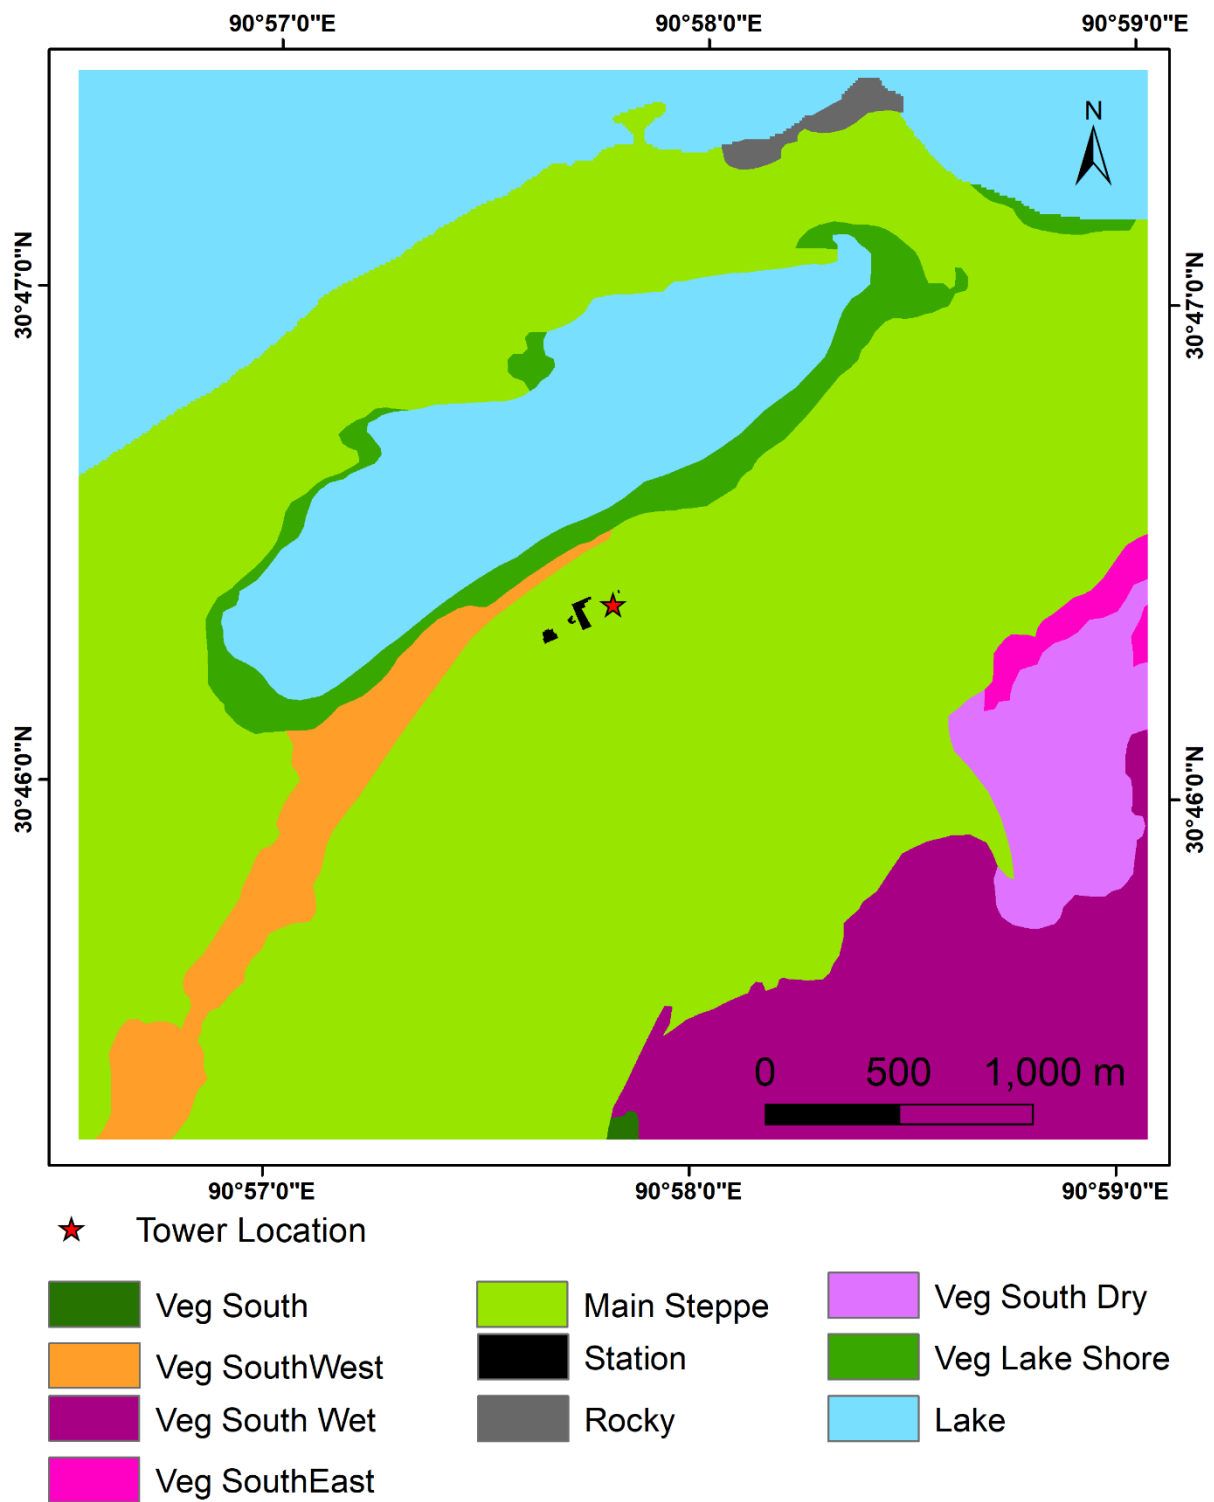 90°57'0"E 90°58'0"E 90°59'0"E
N
30°47'0"N 30°47'0"N
30°46'0"N 30°46'0"N
0 500 1,000 m
90°57'0"E 90°58'0"E 90°59'0"E
Tower Location
Veg South
Veg SouthWest
Veg South Wet
Veg SouthEast
Main Steppe
Station
Rocky
Veg South Dry
Veg Lake Shore
Lake